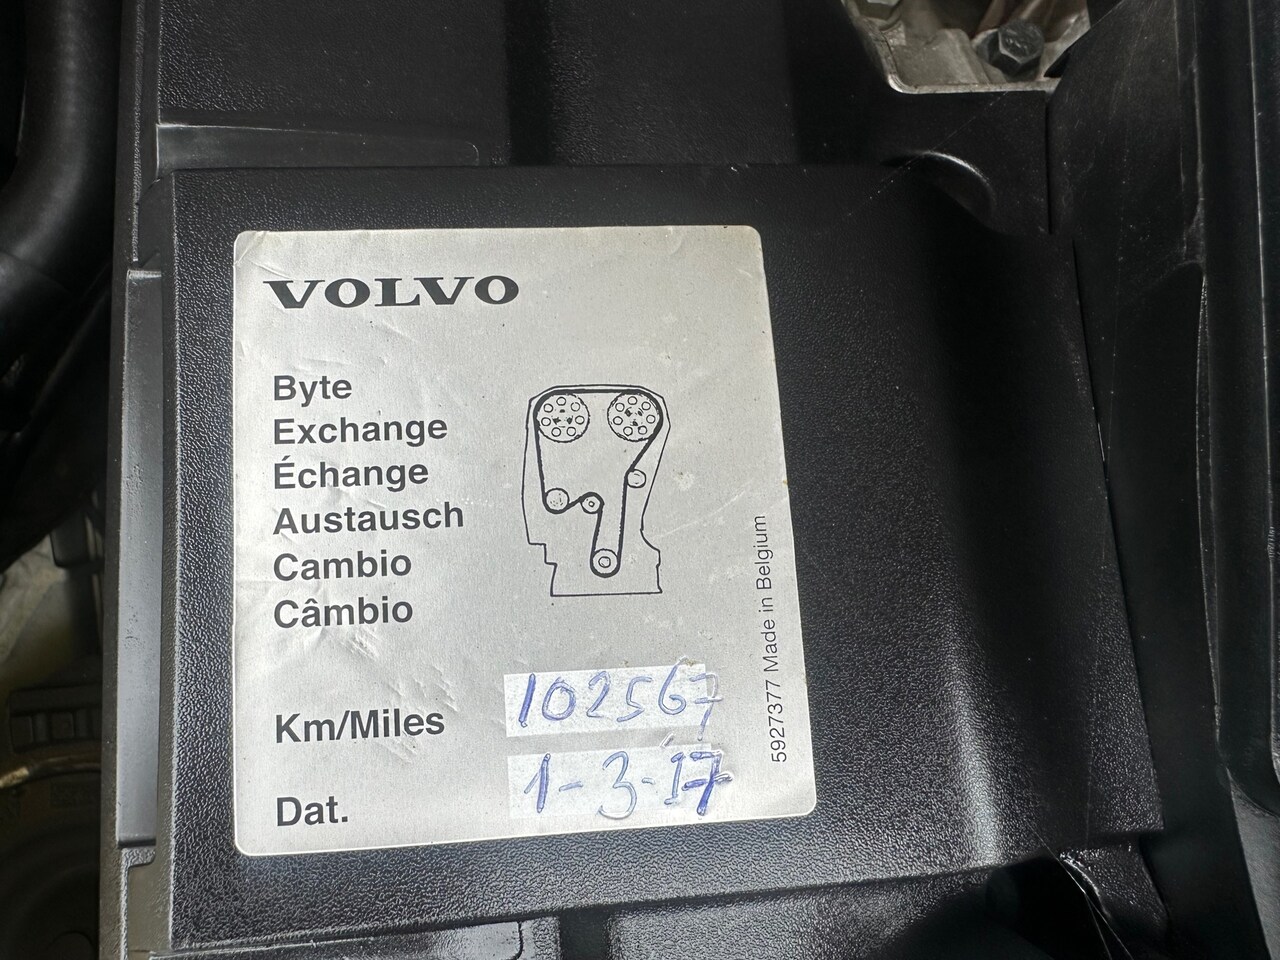 VOLVO
Byte
Exchange
Échange
Austausch
Cambio
Câmbio
Km/Miles 102567
Dat. 1-3-17
5927377 Made in Belgium